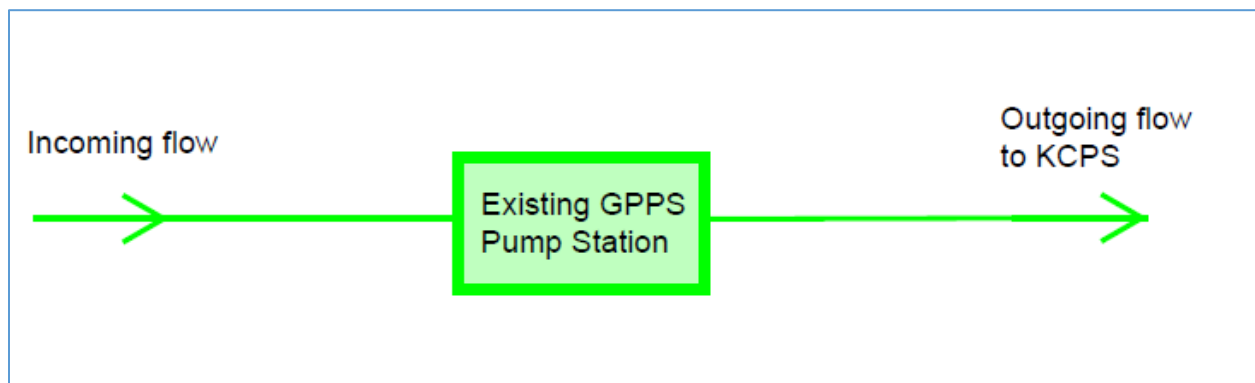 Incoming flow
Outgoing flow
to KCPS
Existing GPPS
Pump Station